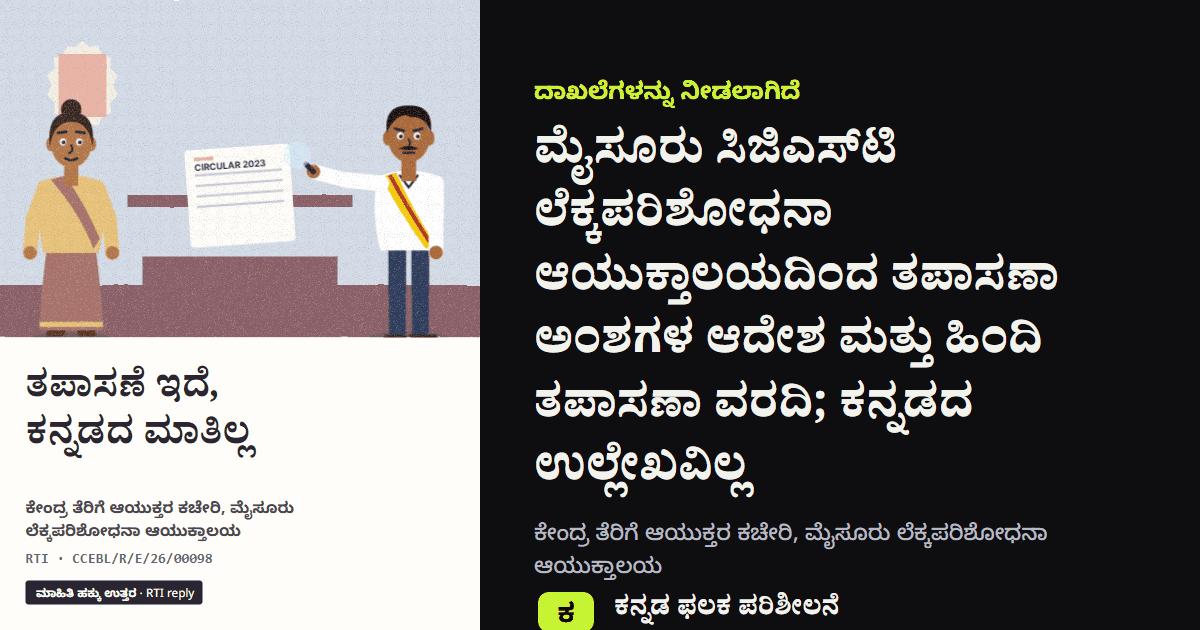 CIRCULAR 2023
ತಪಾಸಣೆ ಇದೆ,
ಕನ್ನಡದ ಮಾತಿಲ್ಲ
ಕೇಂದ್ರ ತೆರಿಗೆ ಆಯುಕ್ತರ ಕಚೇರಿ, ಮೈಸೂರು
ಲೆಕ್ಕಪರಿಶೋಧನಾ ಆಯುಕ್ತಾಲಯ
RTI · CCEBL/R/E/26/00098
ಮಾಹಿತಿ ಹಕ್ಕು ಉತ್ತರ · RTI reply
ದಾಖಲೆಗಳನ್ನು ನೀಡಲಾಗಿದೆ
ಮೈಸೂರು ಸಿಜಿಎಸ್‌ಟಿ
ಲೆಕ್ಕಪರಿಶೋಧನಾ
ಆಯುಕ್ತಾಲಯದಿಂದ ತಪಾಸಣಾ
ಅಂಶಗಳ ಆದೇಶ ಮತ್ತು ಹಿಂದಿ
ತಪಾಸಣಾ ವರದಿ; ಕನ್ನಡದ
ಉಲ್ಲೇಖವಿಲ್ಲ
ಕೇಂದ್ರ ತೆರಿಗೆ ಆಯುಕ್ತರ ಕಚೇರಿ, ಮೈಸೂರು ಲೆಕ್ಕಪರಿಶೋಧನಾ
ಆಯುಕ್ತಾಲಯ
ಕ ಕನ್ನಡ ಫಲಕ ಪರಿಶೀಲನೆ